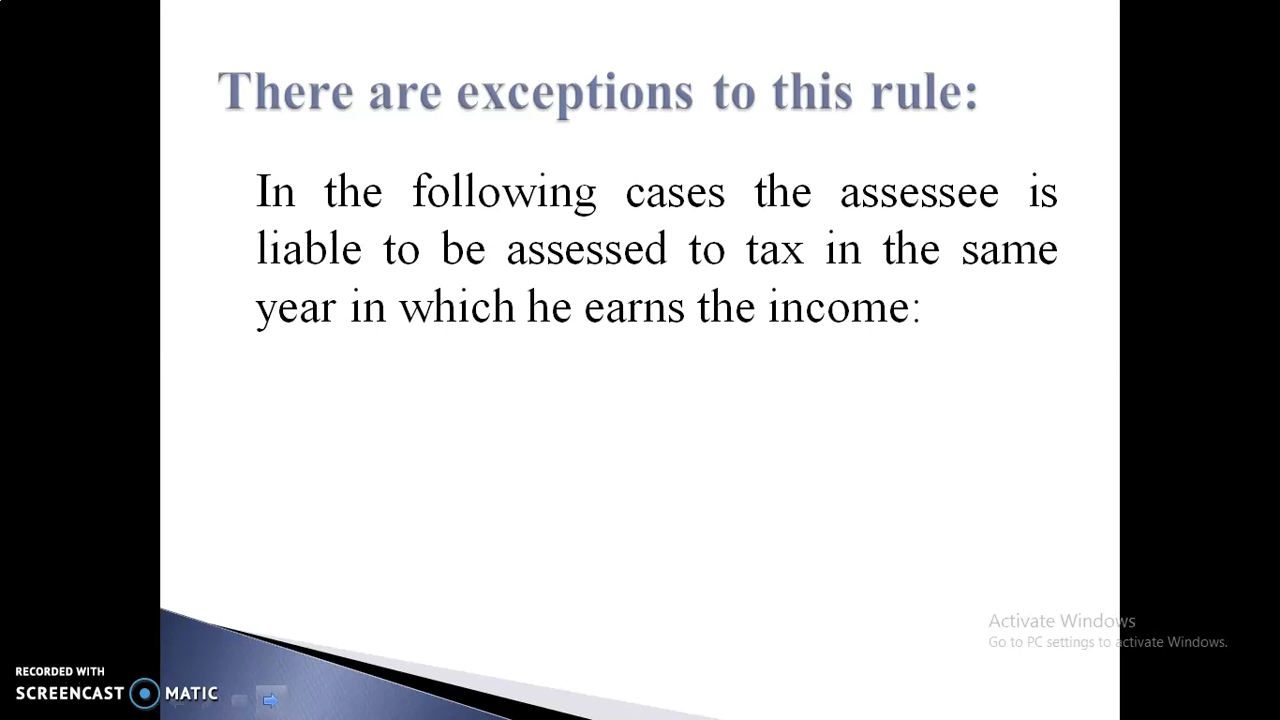 There are exceptions to this rule:
In the following cases the assessee is
liable to be assessed to tax in the same
year in which he earns the income:
Activate Windows
Go to PC settings to activate Windows.
RECORDED WITH
SCREENCAST MATIC